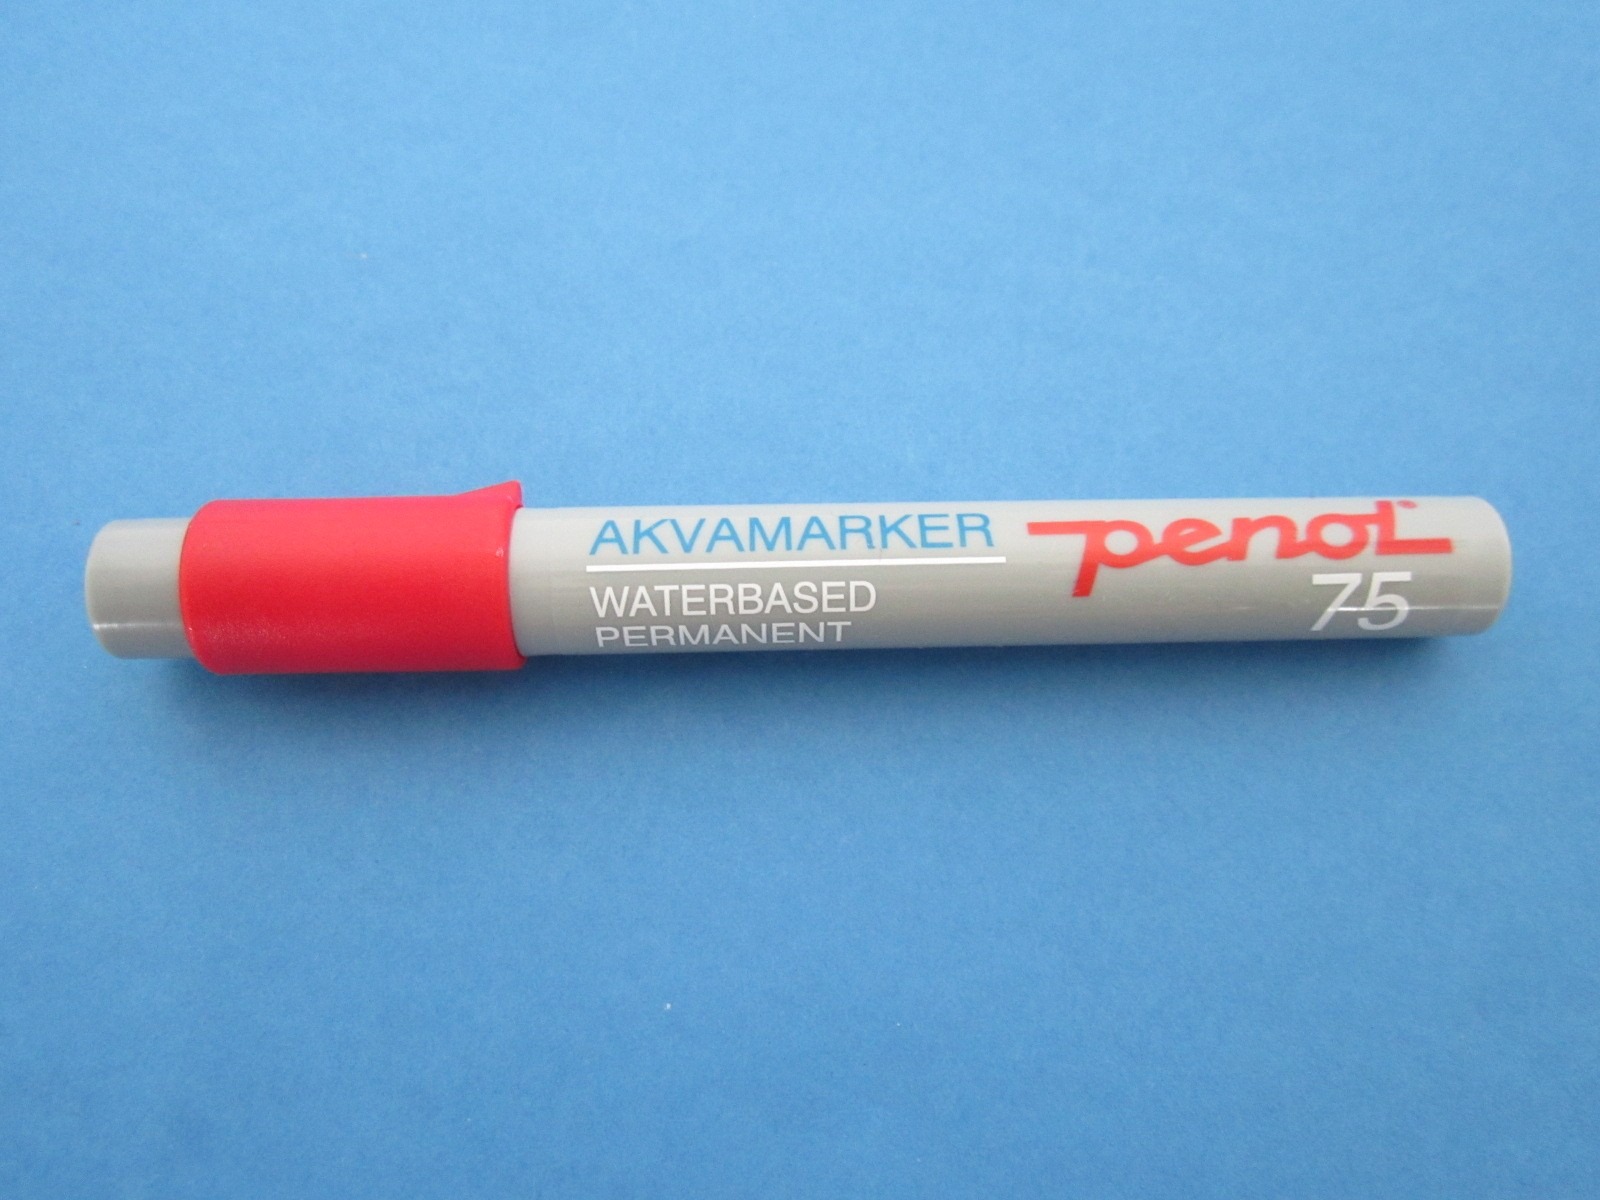 AKVAMARKER
WATERBASED
PERMANENT
penol
75